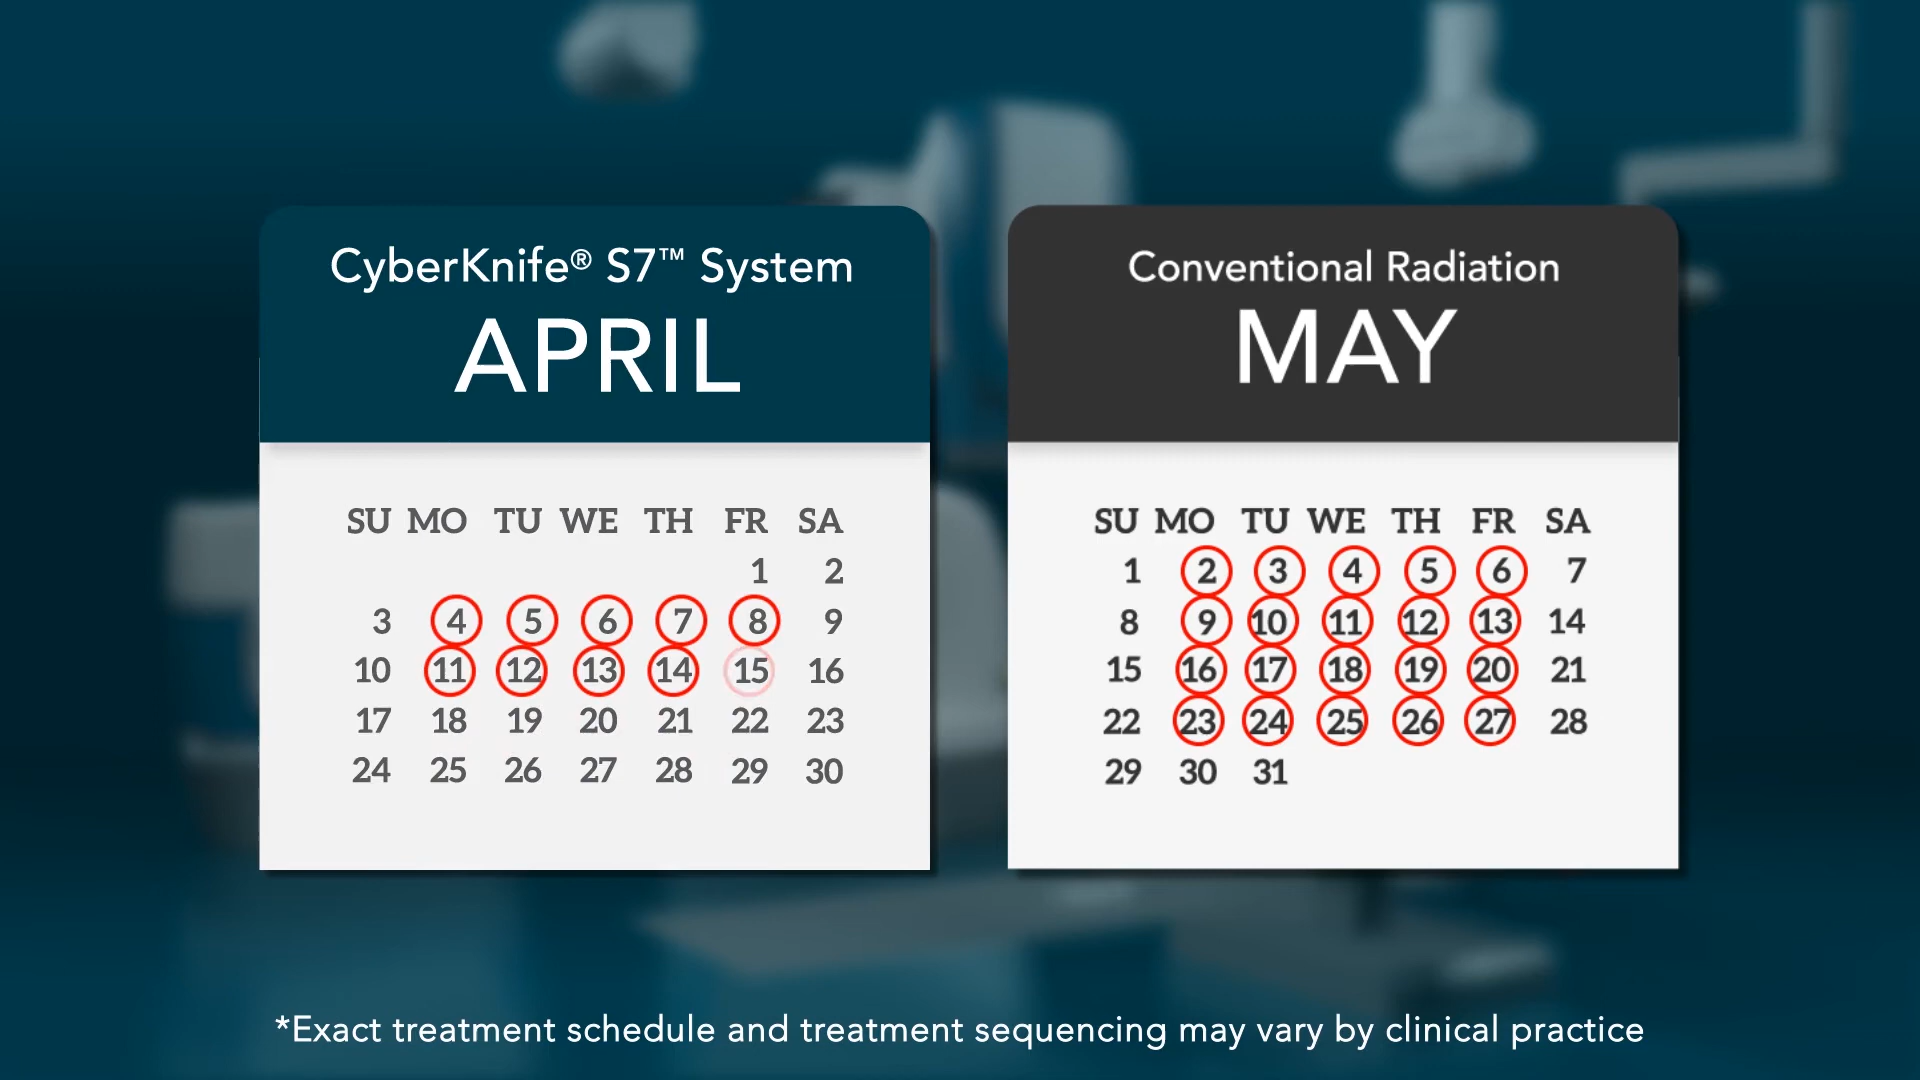 CyberKnife® S7™ System
APRIL
SU MO TU WE TH FR SA
1 2
3 4 5 6 7 8 9
10 11 12 13 14 15 16
17 18 19 20 21 22 23
24 25 26 27 28 29 30
Conventional Radiation
MAY
SU MO TU WE TH FR SA
1 2 3 4 5 6 7
8 9 10 11 12 13 14
15 16 17 18 19 20 21
22 23 24 25 26 27 28
29 30 31
*Exact treatment schedule and treatment sequencing may vary by clinical practice